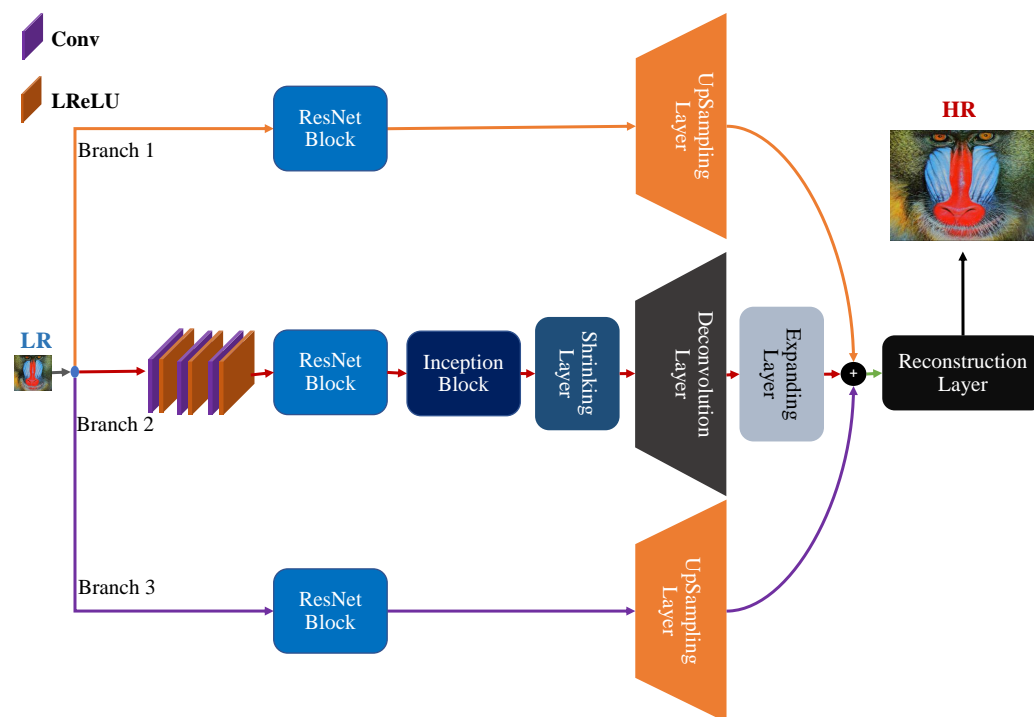 Conv
LReLU
Branch 1
ResNet
Block
UpSampling
Layer
HR
LR
Branch 2
ResNet
Block
Inception
Block
Shrinking
Layer
Deconvolution
Layer
Expanding
Layer
+
Reconstruction
Layer
Branch 3
ResNet
Block
UpSampling
Layer